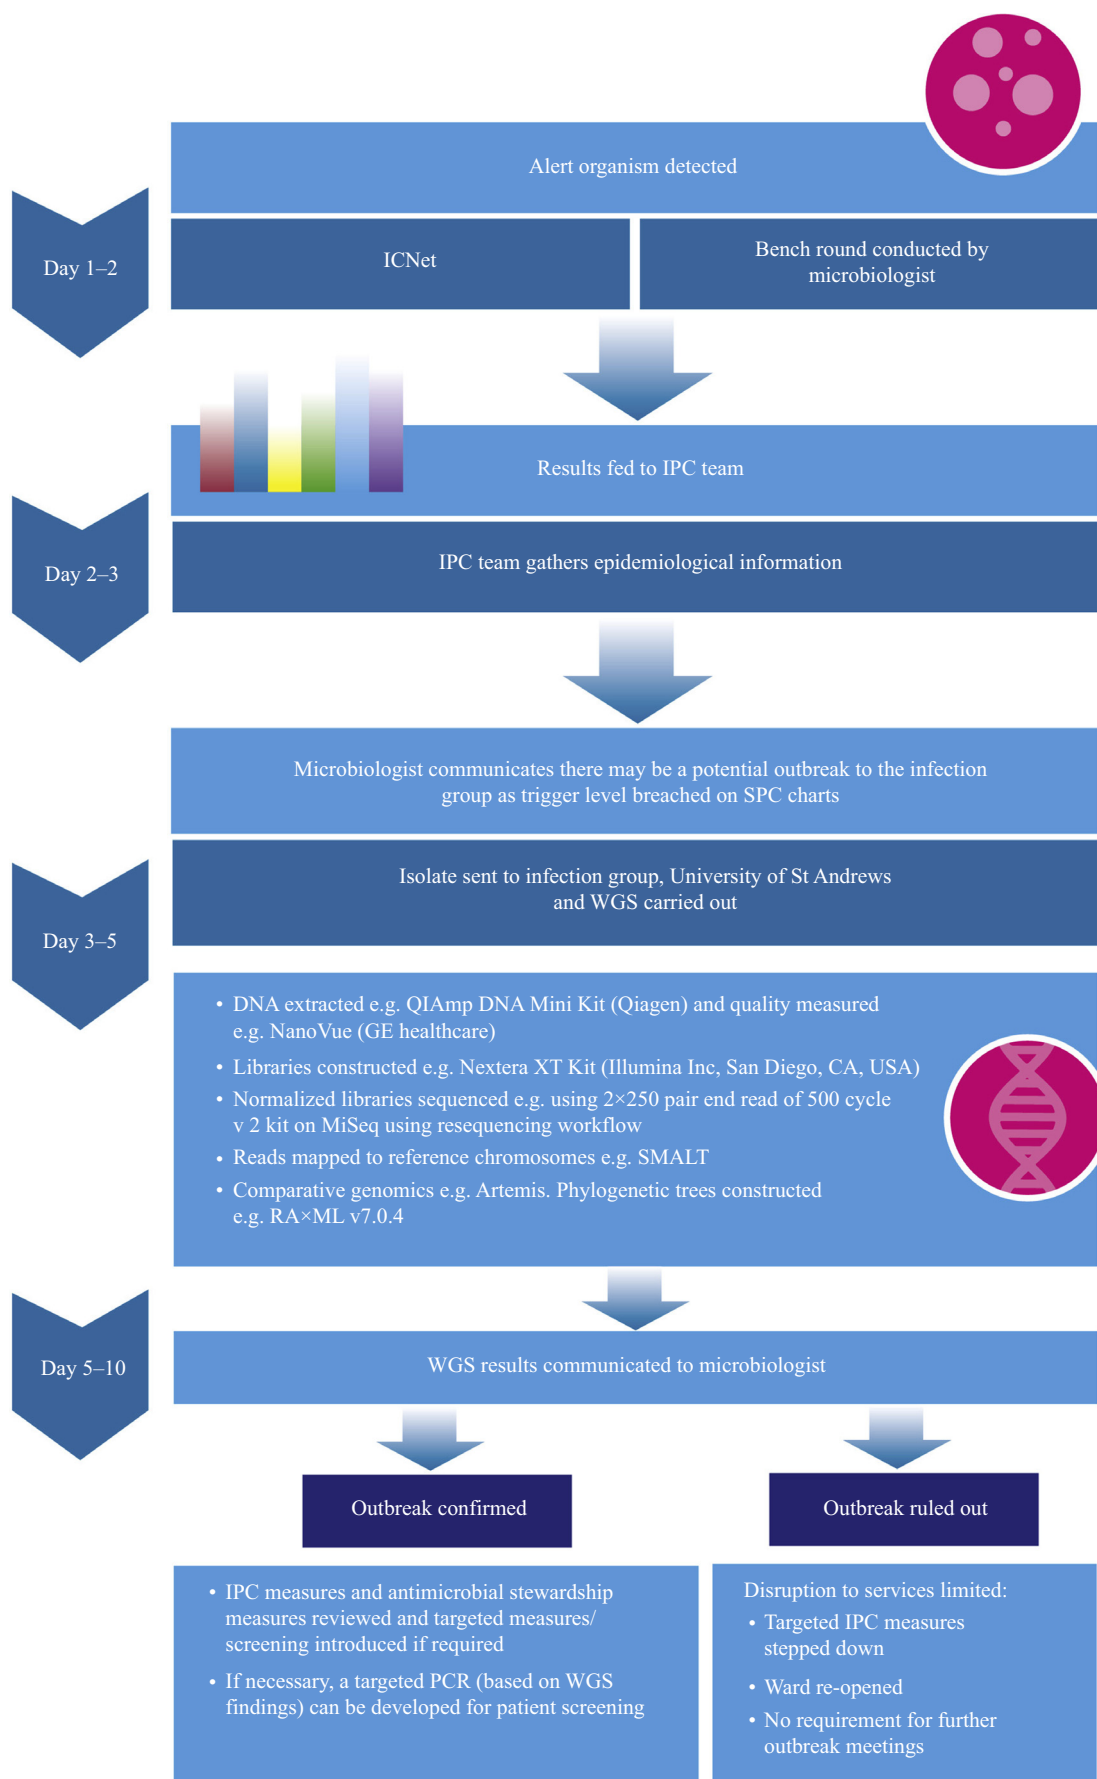 Alert organism detected
Day 1–2
ICNet
Bench round conducted by
microbiologist
Results fed to IPC team
Day 2–3
IPC team gathers epidemiological information
Microbiologist communicates there may be a potential outbreak to the infection
group as trigger level breached on SPC charts
Day 3–5
Isolate sent to infection group, University of St Andrews
and WGS carried out
• DNA extracted e.g. QIAmp DNA Mini Kit (Qiagen) and quality measured
e.g. NanoVue (GE healthcare)
• Libraries constructed e.g. Nextera XT Kit (Illumina Inc, San Diego, CA, USA)
• Normalized libraries sequenced e.g. using 2×250 pair end read of 500 cycle
v 2 kit on MiSeq using resequencing workflow
• Reads mapped to reference chromosomes e.g. SMALT
• Comparative genomics e.g. Artemis. Phylogenetic trees constructed
e.g. RA×ML v7.0.4
Day 5–10
WGS results communicated to microbiologist
Outbreak confirmed
• IPC measures and antimicrobial stewardship
measures reviewed and targeted measures/
screening introduced if required
• If necessary, a targeted PCR (based on WGS
findings) can be developed for patient screening
Outbreak ruled out
Disruption to services limited:
• Targeted IPC measures
stepped down
• Ward re-opened
• No requirement for further
outbreak meetings